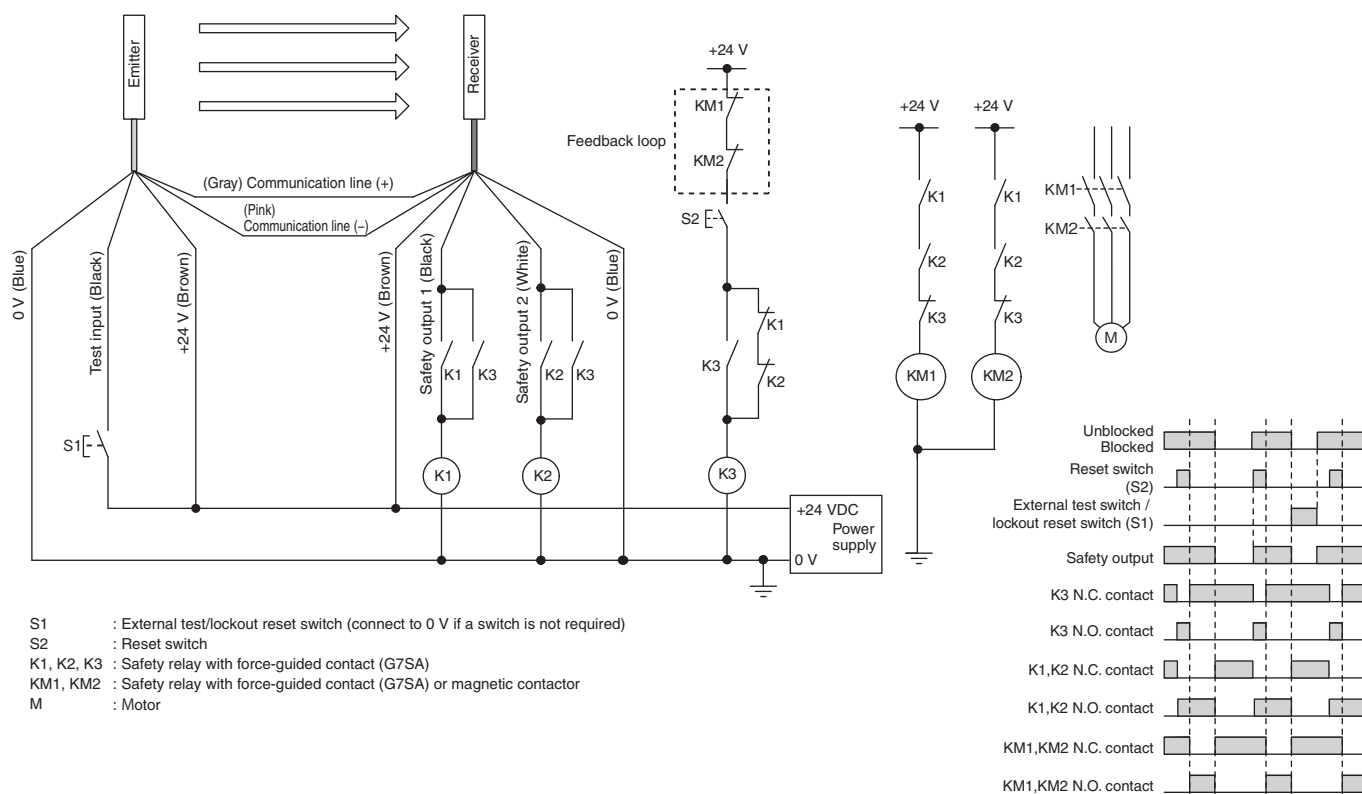 Emitter
Receiver
+24 V
KM1
KM2
Feedback loop
S2
K3
K1
K2
K3
+24 V
+24 V
K1
K1
K2
K2
K3
K3
KM1
KM2
KM1
KM2
M
(Gray) Communication line (+)
(Pink)
Communication line (−)
0 V (Blue)
Test input (Black)
+24 V (Brown)
+24 V (Brown)
Safety output 1 (Black)
Safety output 2 (White)
0 V (Blue)
S1
K1
K3
K2
K3
K1
K2
+24 VDC
Power
supply
0 V
Unblocked
Blocked
Reset switch
(S2)
External test switch /
lockout reset switch (S1)
Safety output
K3 N.C. contact
K3 N.O. contact
K1,K2 N.C. contact
K1,K2 N.O. contact
KM1,KM2 N.C. contact
KM1,KM2 N.O. contact
S1 : External test/lockout reset switch (connect to 0 V if a switch is not required)
S2 : Reset switch
K1, K2, K3 : Safety relay with force-guided contact (G7SA)
KM1, KM2 : Safety relay with force-guided contact (G7SA) or magnetic contactor
M : Motor